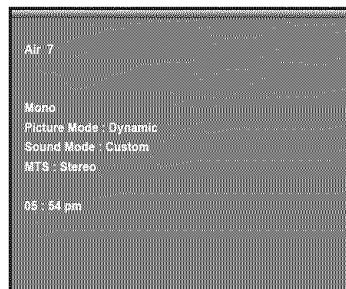 Air 7
Mono
Picture Mode : Dynamic
Sound Mode : Custom
MTS : Stereo
05 : 54 pm